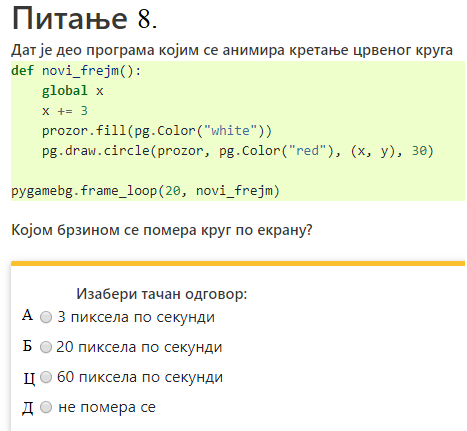 Питање 8.
Дат је део програма којим се анимира кретање црвеног круга
def novi_frejm():
    global x
    x += 3
    prozor.fill(pg.Color("white"))
    pg.draw.circle(prozor, pg.Color("red"), (x, y), 30)
pygamebg.frame_loop(20, novi_frejm)
Којом брзином се помера круг по екрану?
Изабери тачан одговор:
А 3 пиксела по секунди
Б 20 пиксела по секунди
Ц 60 пиксела по секунди
Д не помера се